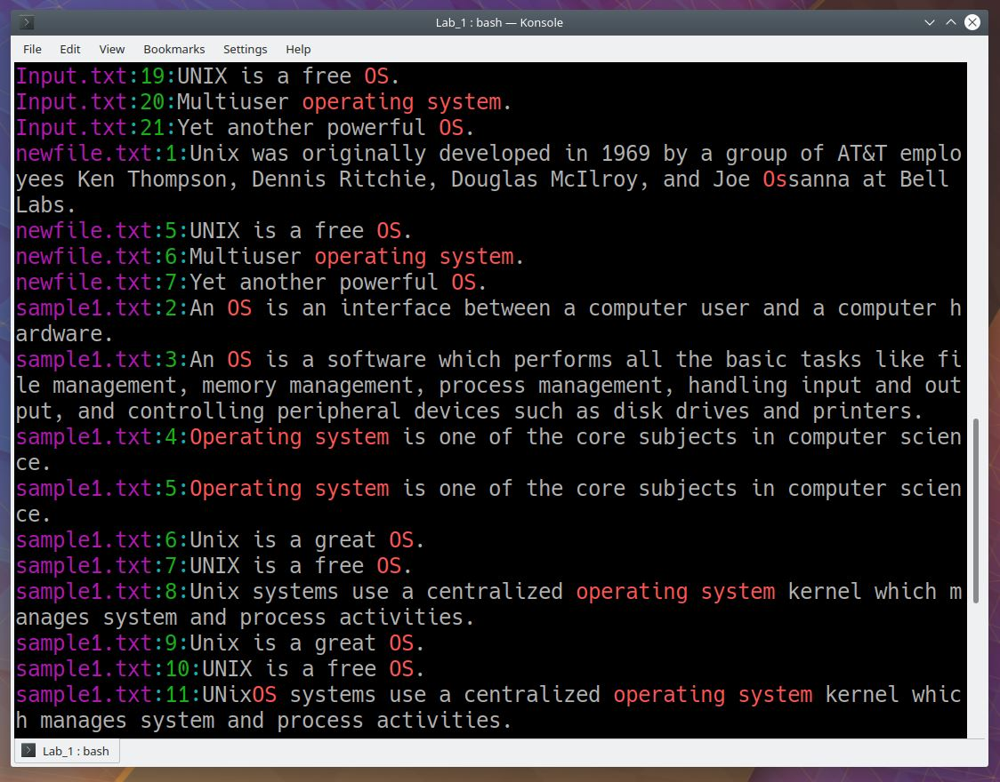 Lab_1 : bash — Konsole
File Edit View Bookmarks Settings Help
Input.txt:19:UNIX is a free OS.
Input.txt:20:Multiuser operating system.
Input.txt:21:Yet another powerful OS.
newfile.txt:1:Unix was originally developed in 1969 by a group of AT&T emplo
yees Ken Thompson, Dennis Ritchie, Douglas McIlroy, and Joe Ossanna at Bell
Labs.
newfile.txt:5:UNIX is a free OS.
newfile.txt:6:Multiuser operating system.
newfile.txt:7:Yet another powerful OS.
sample1.txt:2:An OS is an interface between a computer user and a computer h
ardware.
sample1.txt:3:An OS is a software which performs all the basic tasks like fi
le management, memory management, process management, handling input and out
put, and controlling peripheral devices such as disk drives and printers.
sample1.txt:4:Operating system is one of the core subjects in computer scien
ce.
sample1.txt:5:Operating system is one of the core subjects in computer scien
ce.
sample1.txt:6:Unix is a great OS.
sample1.txt:7:UNIX is a free OS.
sample1.txt:8:Unix systems use a centralized operating system kernel which m
anages system and process activities.
sample1.txt:9:Unix is a great OS.
sample1.txt:10:UNIX is a free OS.
sample1.txt:11:UNixOS systems use a centralized operating system kernel whic
h manages system and process activities.
Lab_1 : bash